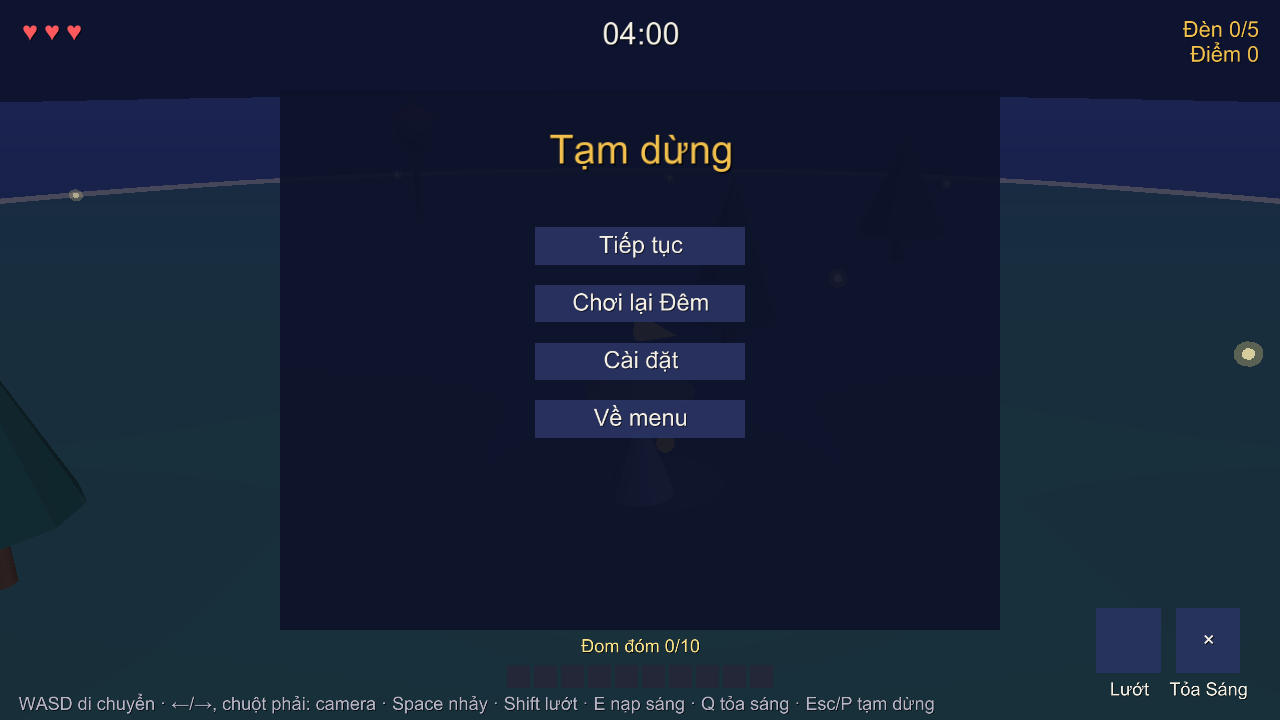 ♥ ♥ ♥
04:00
Đèn 0/5
Điểm 0
Tạm dừng
Tiếp tục
Chơi lại Đêm
Cài đặt
Về menu
Đom đóm 0/10
×
Lướt
Tỏa Sáng
WASD di chuyển · ←/→, chuột phải: camera · Space nhảy · Shift lướt · E nạp sáng · Q tỏa sáng · Esc/P tạm dừng